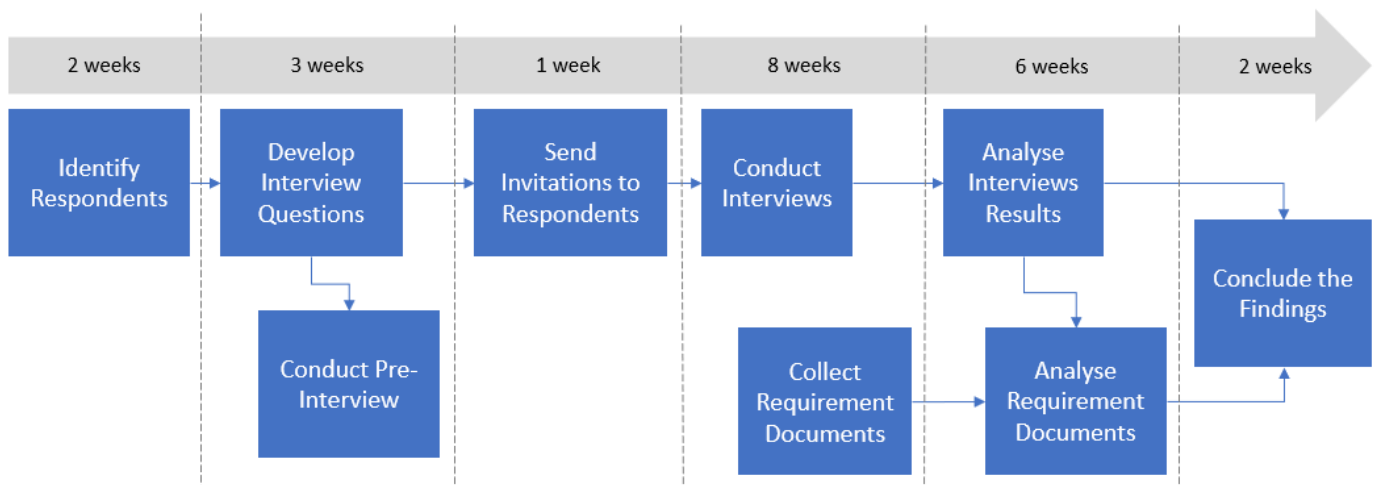 2 weeks
3 weeks
1 week
8 weeks
6 weeks
2 weeks
Identify
Respondents
Develop
Interview
Questions
Send
Invitations to
Respondents
Conduct
Interviews
Analyse
Interviews
Results
Conclude the
Findings
Conduct Pre-
Interview
Collect
Requirement
Documents
Analyse
Requirement
Documents